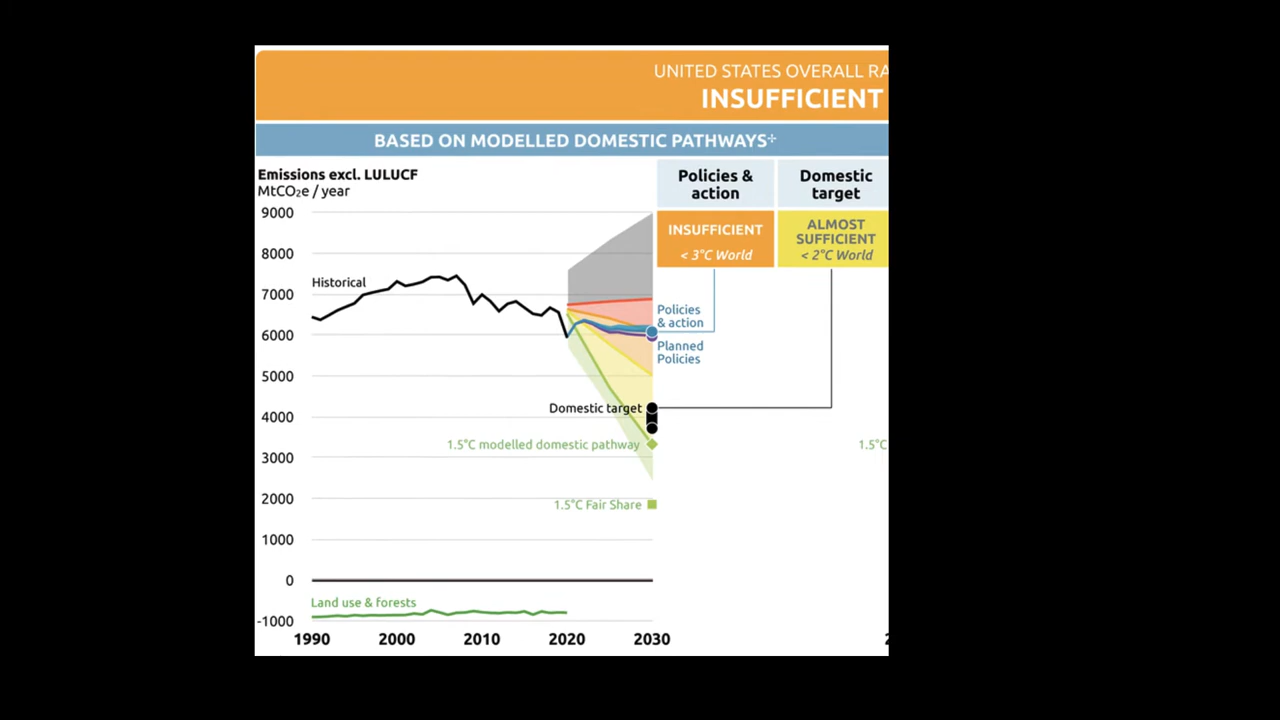 UNITED STATES OVERALL RA
INSUFFICIENT
BASED ON MODELLED DOMESTIC PATHWAYS÷
Emissions excl. LULUCF
MtCO₂e / year
Policies &
action
Domestic
target
INSUFFICIENT
< 3°C World
ALMOST
SUFFICIENT
< 2°C World
9000
8000
7000
6000
5000
4000
3000
2000
1000
0
-1000
Historical
Policies
& action
Planned
Policies
Domestic target
1.5°C modelled domestic pathway
1.5°C
1.5°C Fair Share
Land use & forests
1990
2000
2010
2020
2030
2